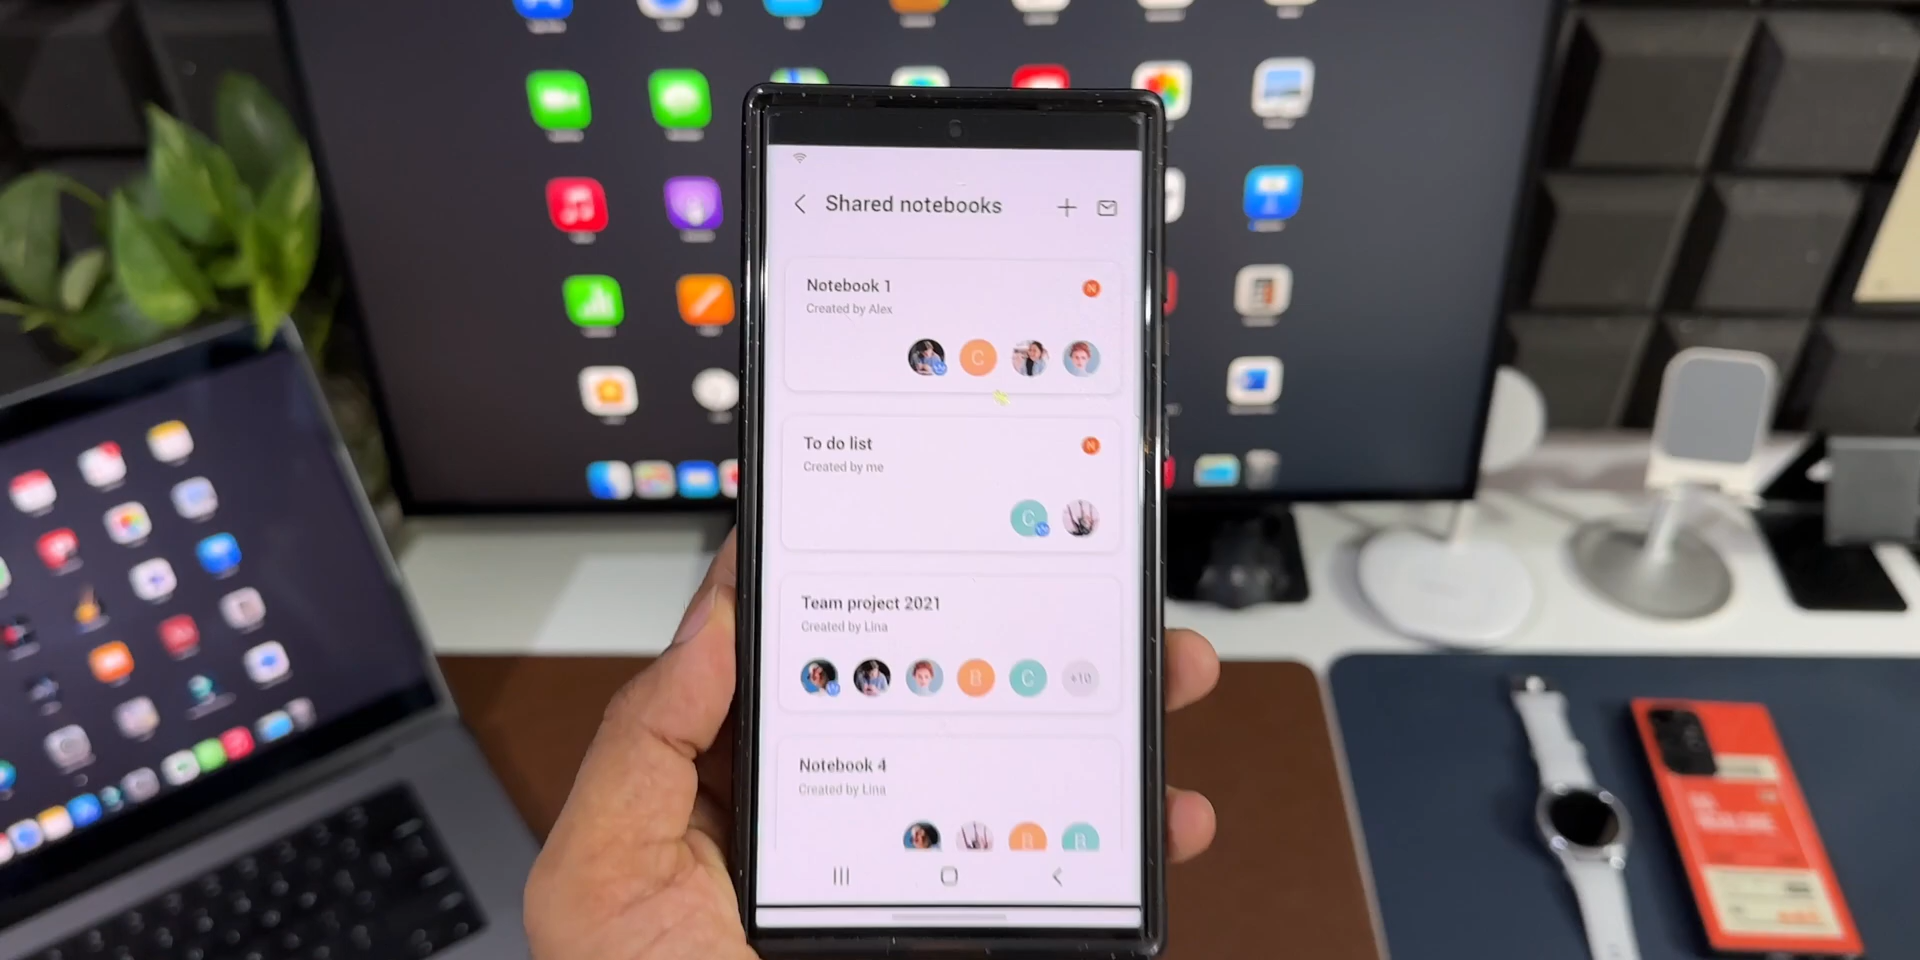 Shared notebooks
Notebook 1
N
Created by Alex
C
To do list
N
Created by me
C
Team project 2021
Created by Lina
B
C
+10
Notebook 4
Created by Lina
B
B